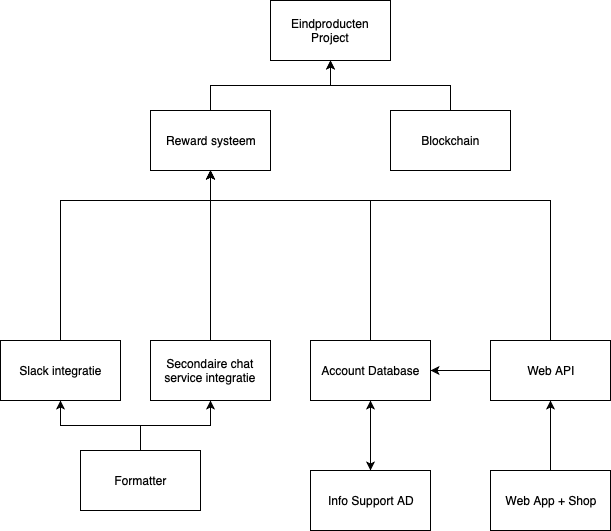 Eindproducten
Project
Reward systeem
Blockchain
Slack integratie
Secondaire chat
service integratie
Account Database
Web API
Formatter
Info Support AD
Web App + Shop